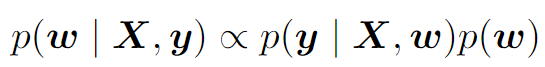 p(w | X, y) ∝ p(y | X, w)p(w)